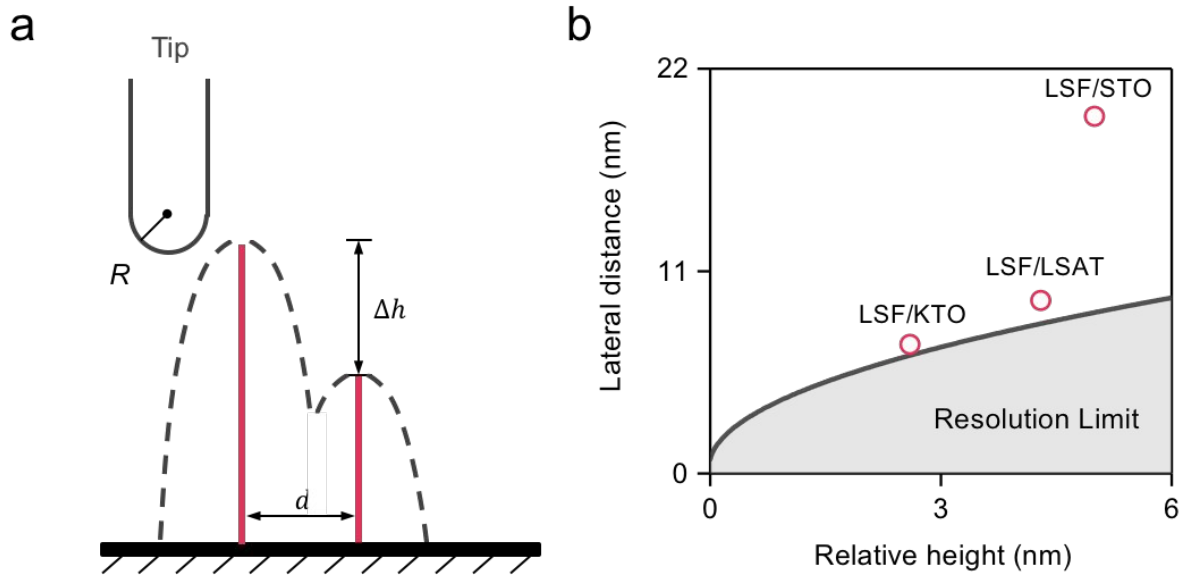 a
Tip
R
Δh
d
b
22
11
0
0
3
6
Lateral distance (nm)
Relative height (nm)
LSF/STO
LSF/LSAT
LSF/KTO
Resolution Limit